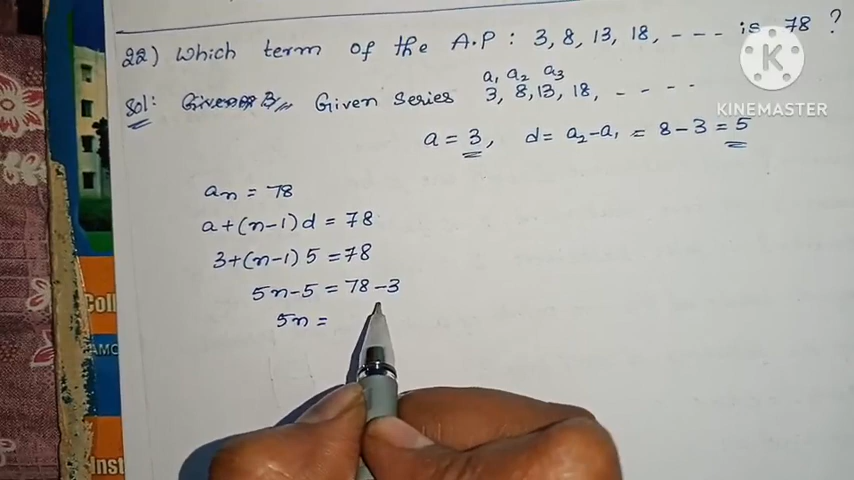 22) Which term of the A.P : 3, 8, 13, 18, - - - is 78 ?
KINEMASTER
a₁ a₂ a₃
Sol: Given Series 3, 8, 13, 18, - - - -
a = 3, d = a₂-a₁ = 8-3 = 5
an = 78
a+(n-1)d = 78
3+(n-1)5 = 78
5n-5 = 78-3
5n =
Coll